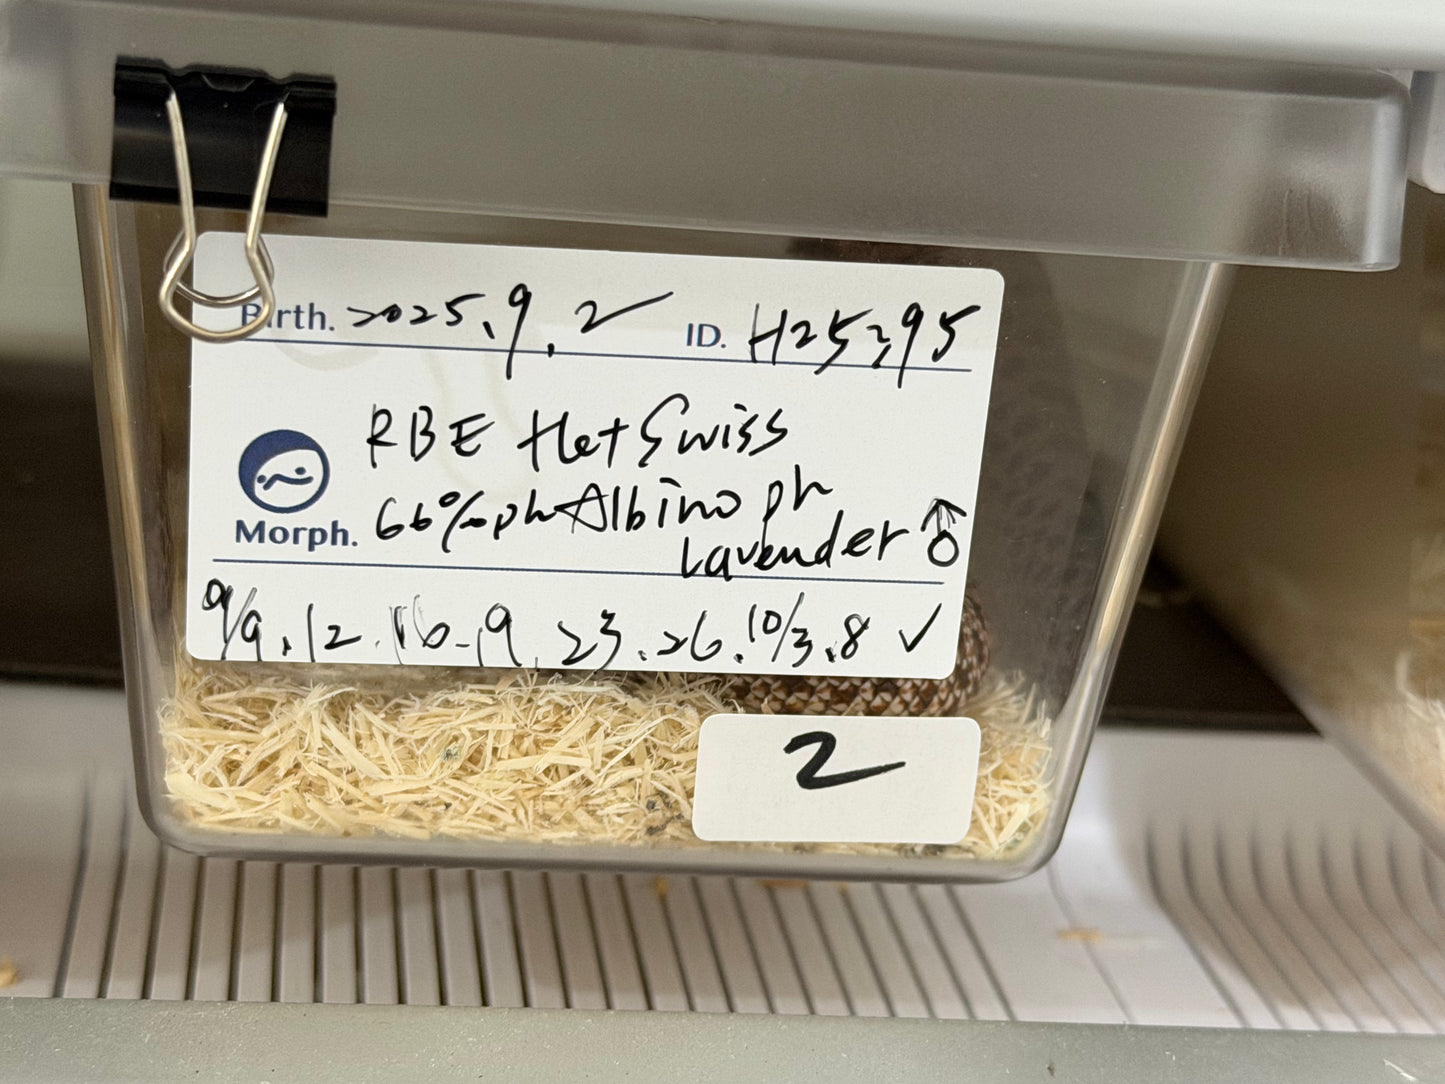 Birth. 2025.9.2 ID. H25395
RBE Het Swiss
Morph. 66%ph Albino ph
Lavender ♂
9/9.12.16.19.23.26.10/3.8 ✓
2